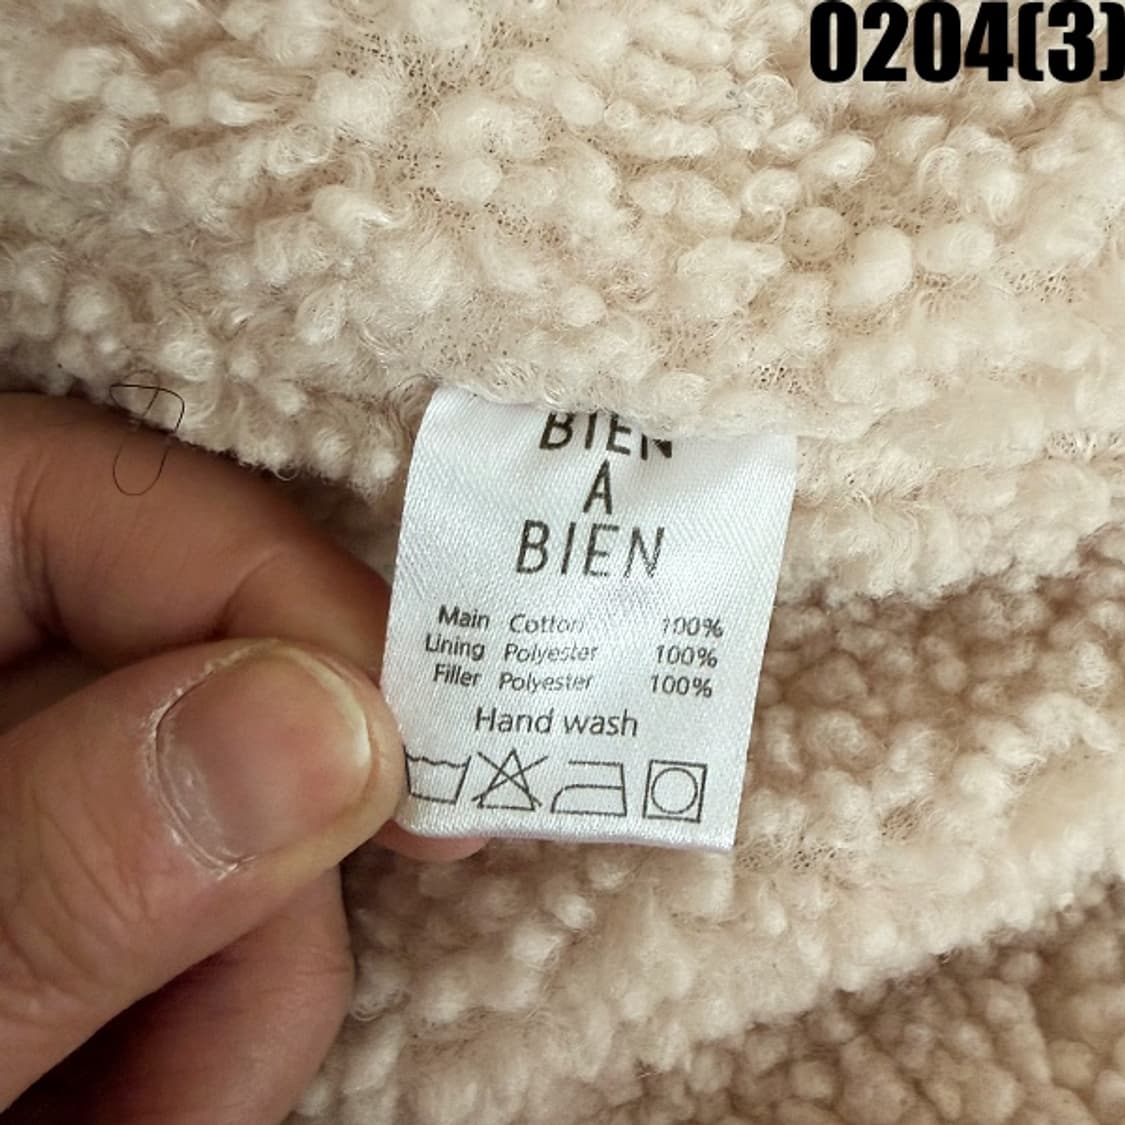 0204(3)
BIEN
A
BIEN
Main Cotton 100%
Lining Polyester 100%
Filler Polyester 100%
Hand wash